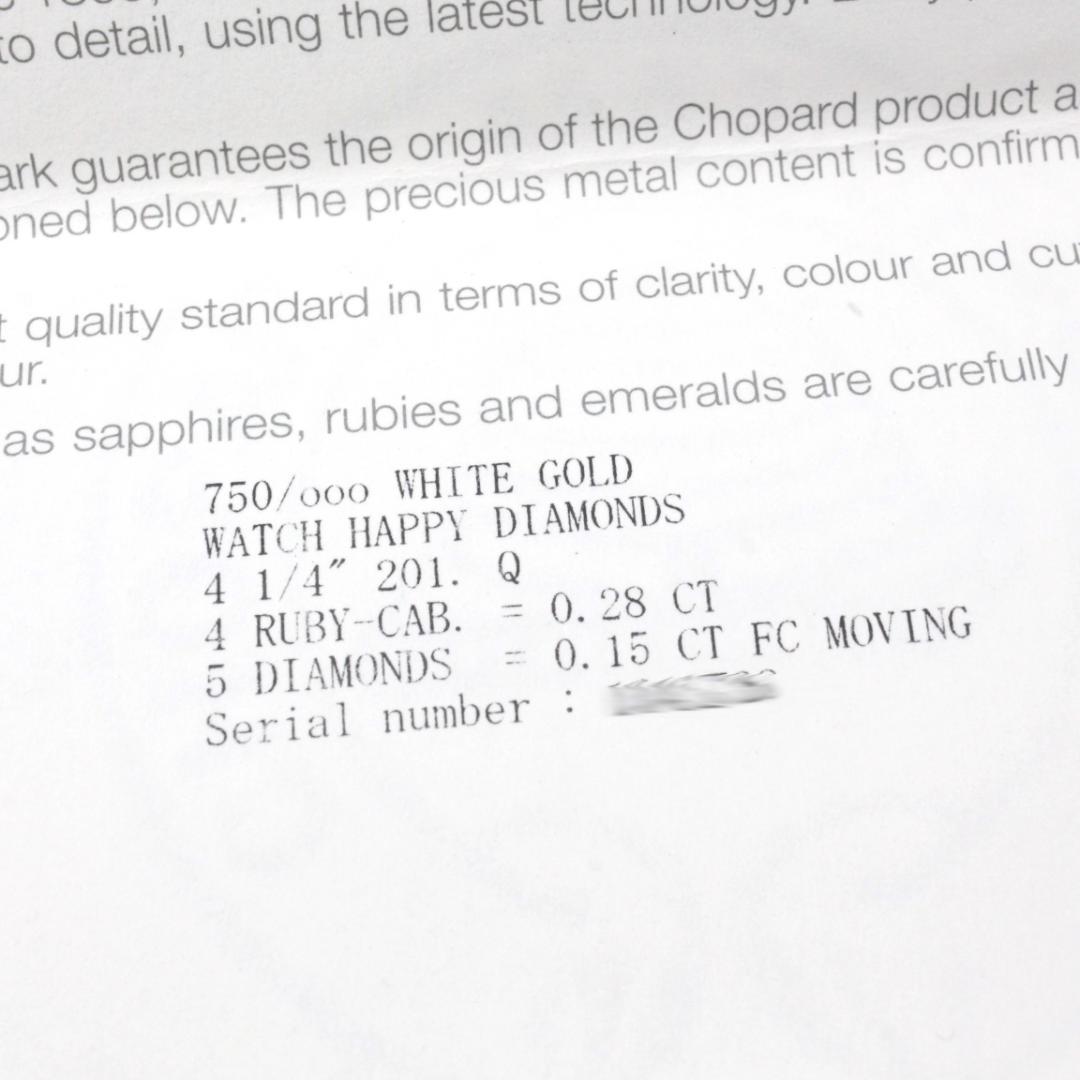 to detail, using the latest technology.
ark guarantees the origin of the Chopard product a
oned below. The precious metal content is confirm
t quality standard in terms of clarity, colour and cu
ur.
as sapphires, rubies and emeralds are carefully
750/ooo WHITE GOLD
WATCH HAPPY DIAMONDS
4 1/4" 201. Q
4 RUBY-CAB. = 0.28 CT
5 DIAMONDS = 0.15 CT FC MOVING
Serial number :